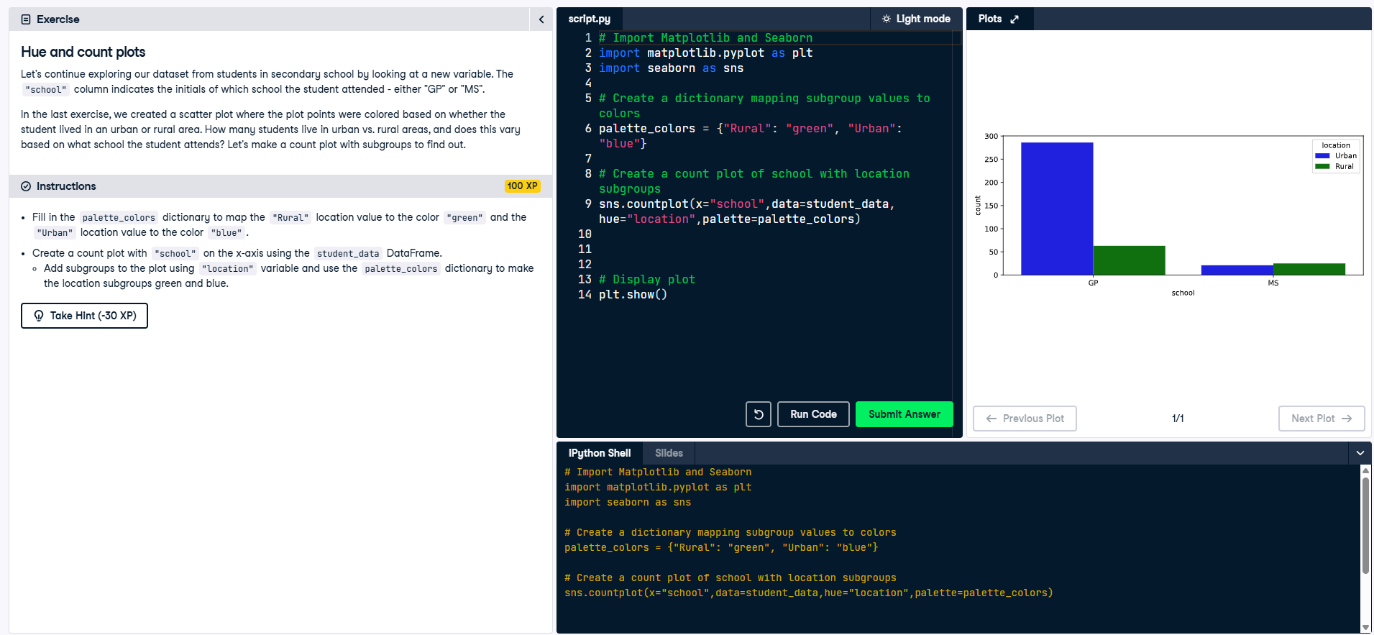 Exercise
Hue and count plots
Let's continue exploring our dataset from students in secondary school by looking at a new variable. The
"school" column indicates the initials of which school the student attended - either "GP" or "MS".
In the last exercise, we created a scatter plot where the plot points were colored based on whether the
student lived in an urban or rural area. How many students live in urban vs. rural areas, and does this vary
based on what school the student attends? Let's make a count plot with subgroups to find out.
Instructions
100 XP
• Fill in the palette_colors dictionary to map the "Rural" location value to the color "green" and the
"Urban" location value to the color "blue".
• Create a count plot with "school" on the x-axis using the student_data DataFrame.
Add subgroups to the plot using "location" variable and use the palette_colors dictionary to make
the location subgroups green and blue.
Take Hint (-30 XP)
script.py
Light mode
1 # Import Matplotlib and Seaborn
2 import matplotlib.pyplot as plt
3 import seaborn as sns
4
5 # Create a dictionary mapping subgroup values to
colors
6 palette_colors = {"Rural": "green", "Urban":
"blue"}
7
8 # Create a count plot of school with location
subgroups
9 sns.countplot(x="school",data=student_data,
hue="location",palette=palette_colors)
10
11
12
13 # Display plot
14 plt.show()
Run Code
Submit Answer
Plots
300
250
200
150
100
50
0
count
location
Urban
Rural
GP
MS
school
Previous Plot
1/1
Next Plot
IPython Shell
Slides
# Import Matplotlib and Seaborn
import matplotlib.pyplot as plt
import seaborn as sns
# Create a dictionary mapping subgroup values to colors
palette_colors = {"Rural": "green", "Urban": "blue"}
# Create a count plot of school with location subgroups
sns.countplot(x="school",data=student_data,hue="location",palette=palette_colors)